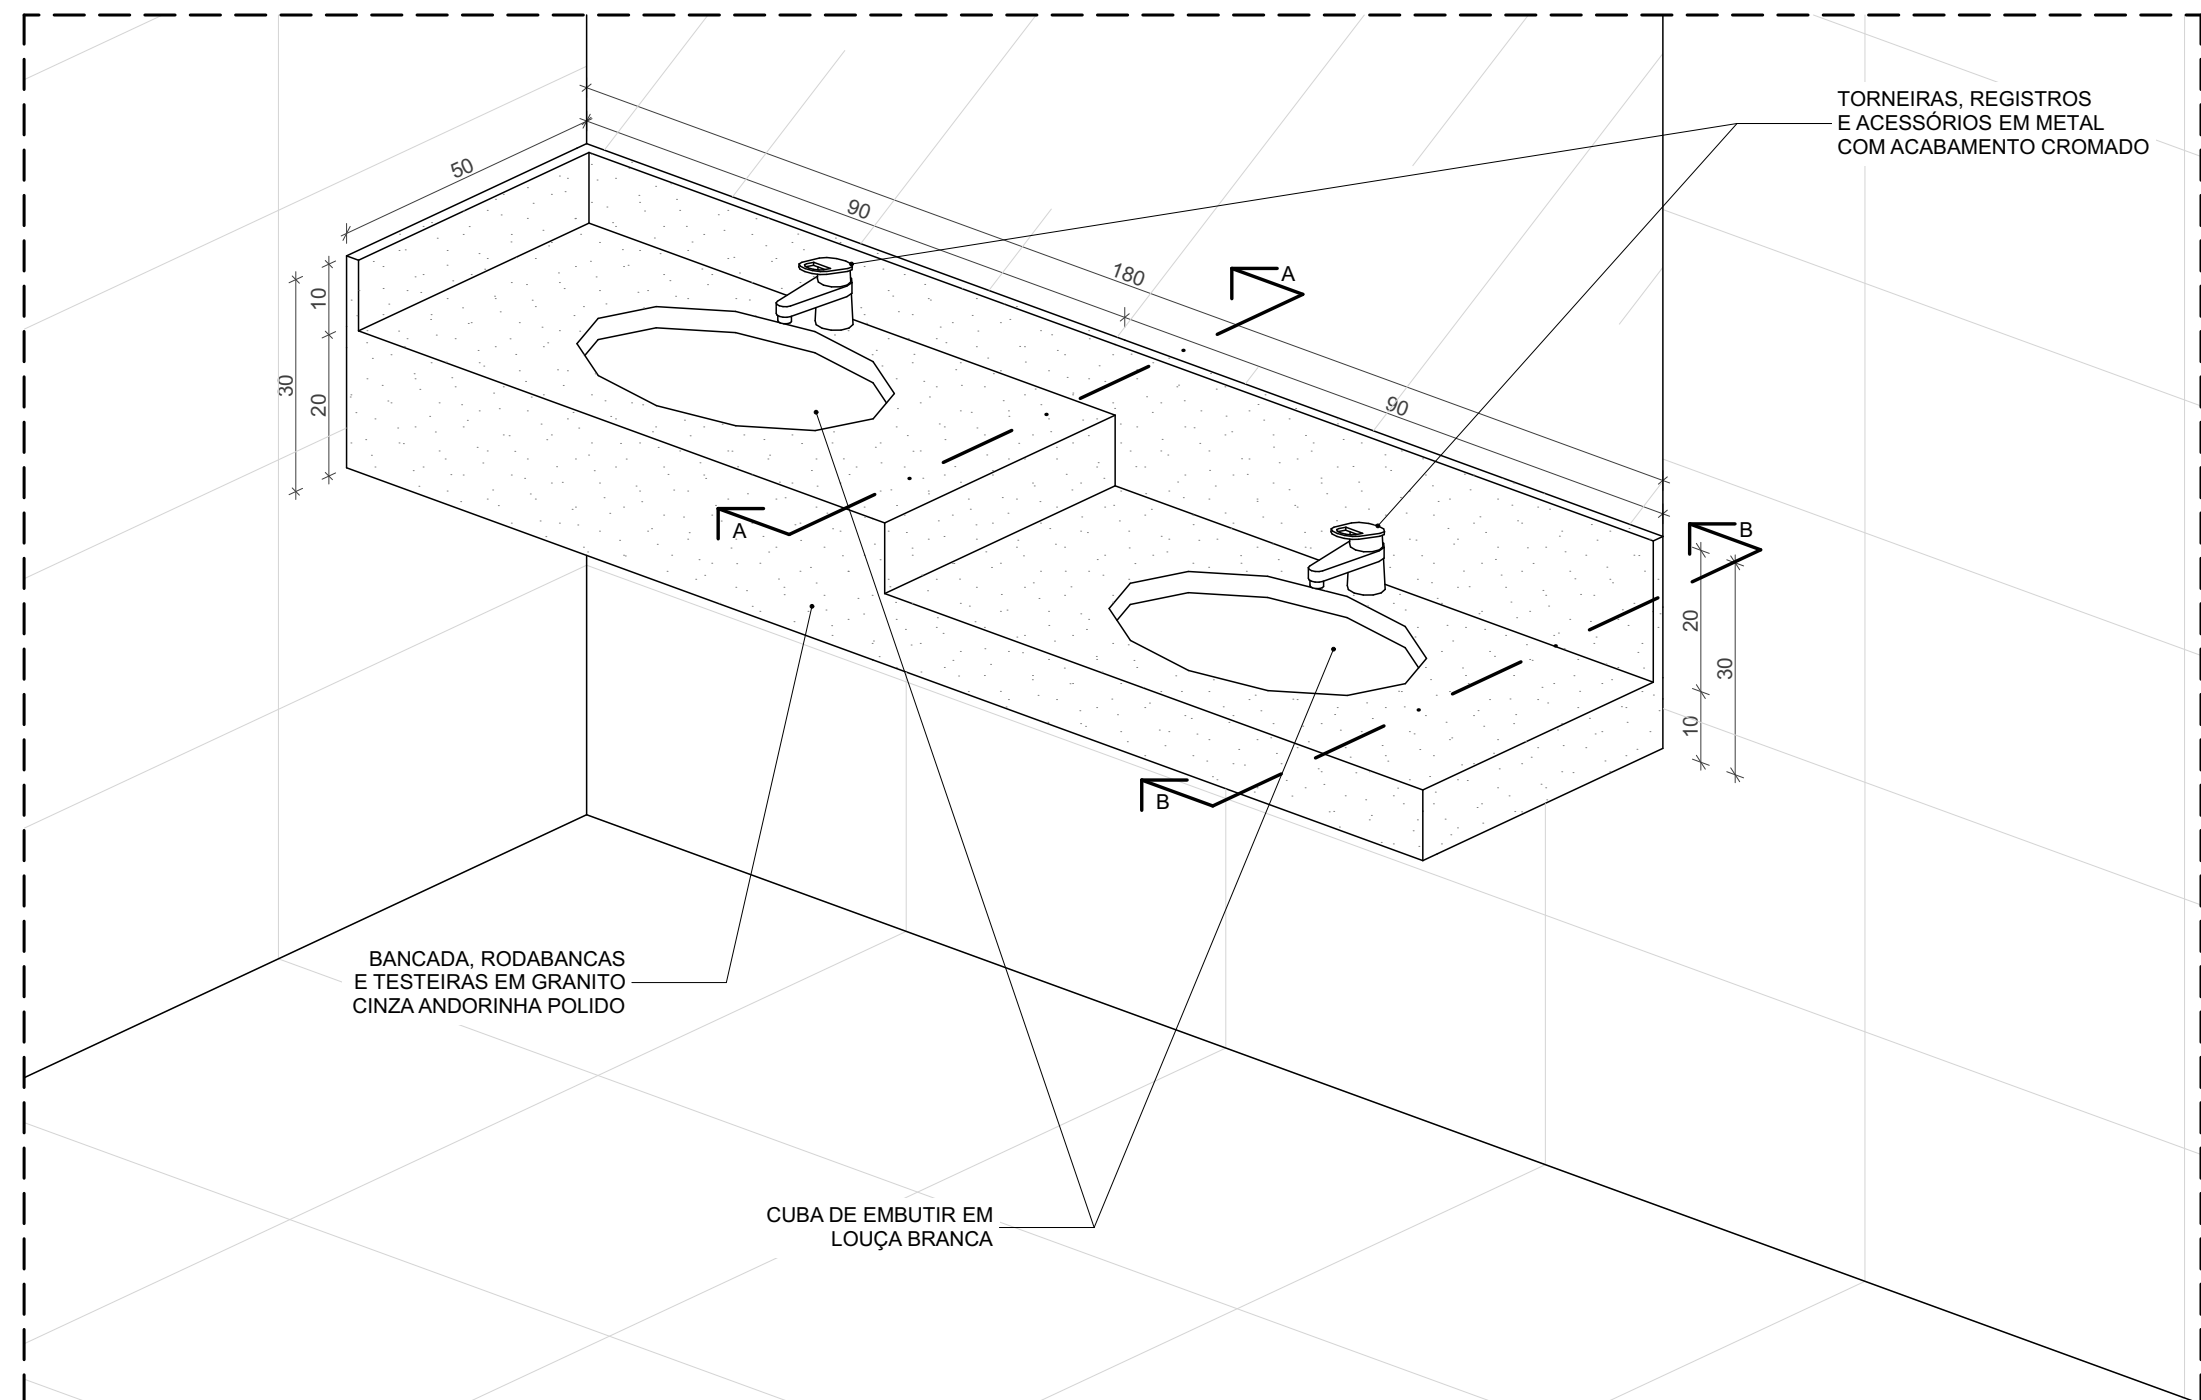 TORNEIRAS, REGISTROS
E ACESSÓRIOS EM METAL
COM ACABAMENTO CROMADO
50
90
180
A
10
30
20
90
A
B
20
30
10
B
BANCADA, RODABANCAS
E TESTEIRAS EM GRANITO
CINZA ANDORINHA POLIDO
CUBA DE EMBUTIR EM
LOUÇA BRANCA